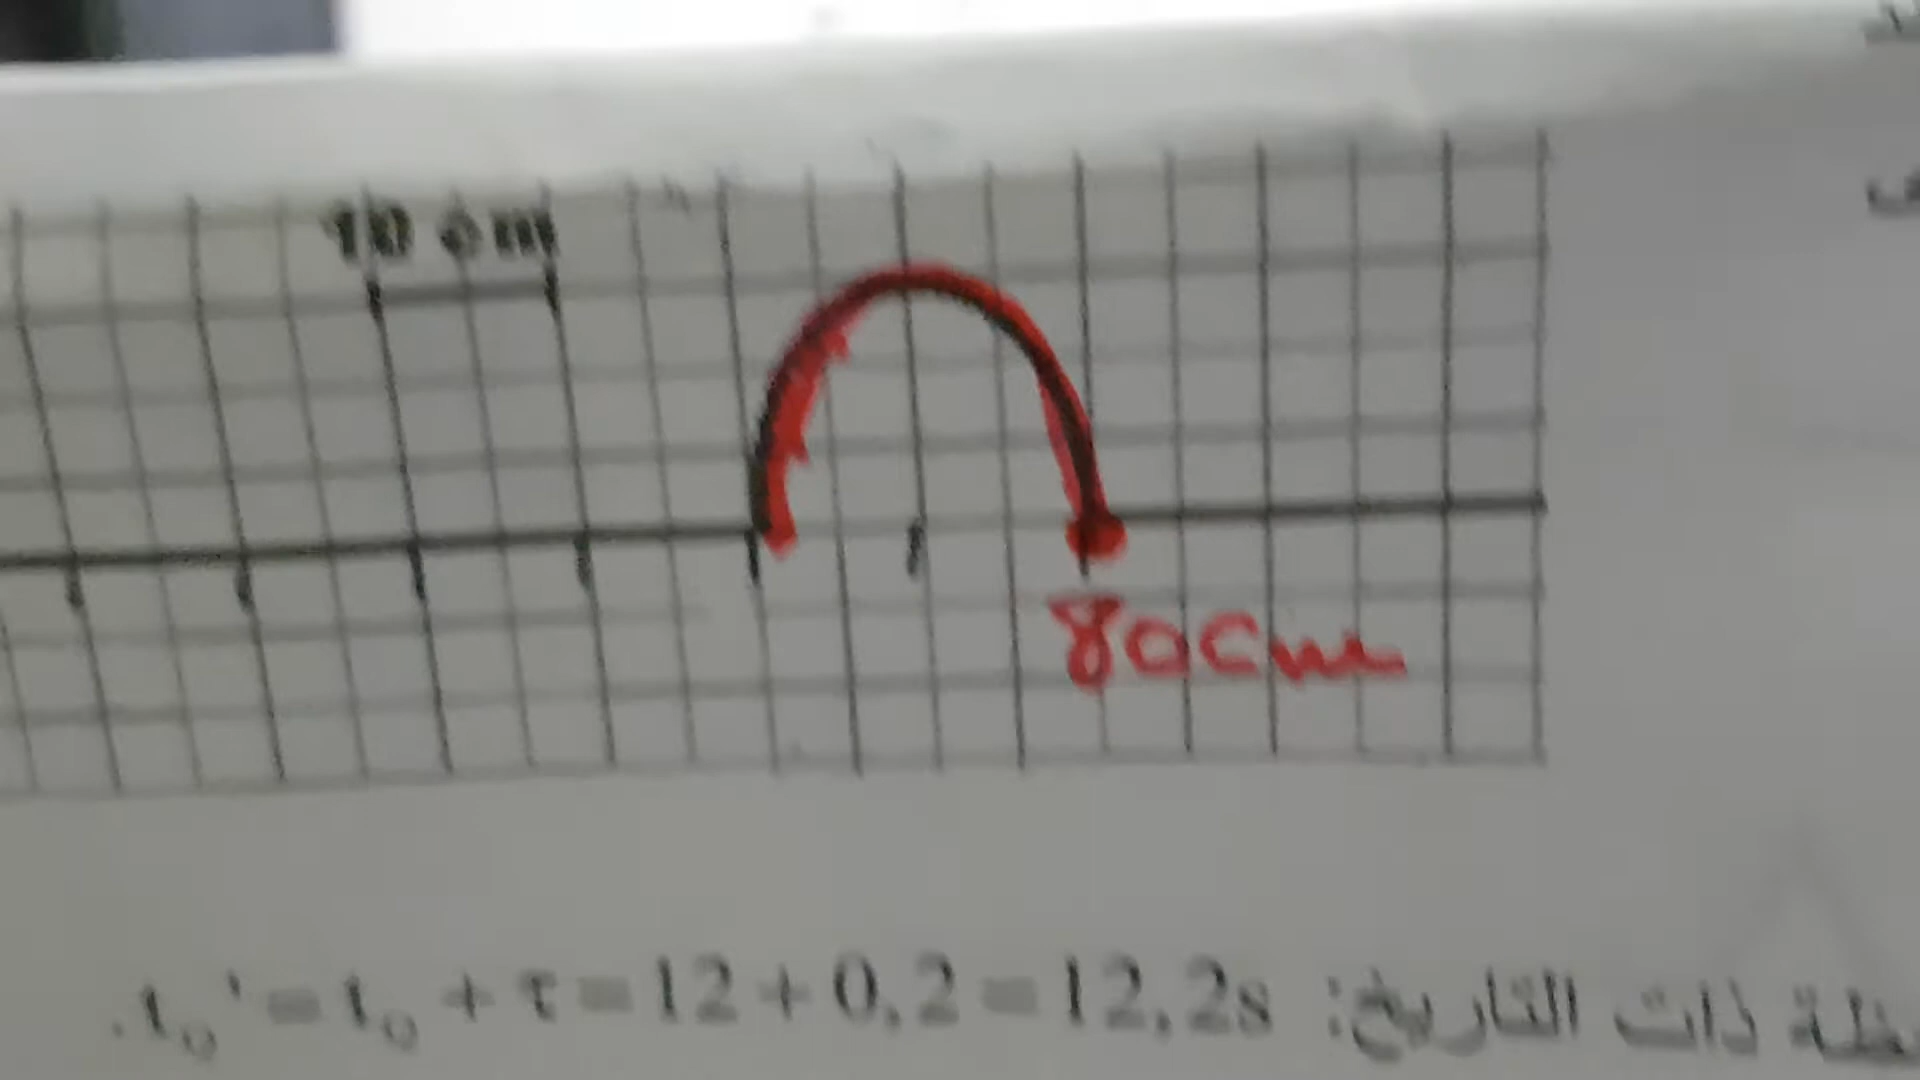 10 cm
80cm
لحظة ذات التاريخ: t₀'=t₀+τ=12+0,2=12,2s.